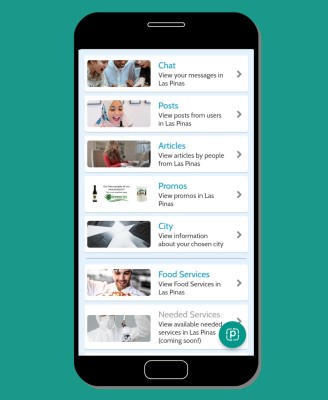 Chat
View your messages in
Las Pinas
Posts
View posts from users
in Las Pinas
Articles
View articles by people
from Las Pinas
Promos
View promos in Las
Pinas
City
View information
about your chosen city
Food Services
View Food Services in
Las Pinas
Needed Services
View available needed
services in Las Pinas
(coming soon!)